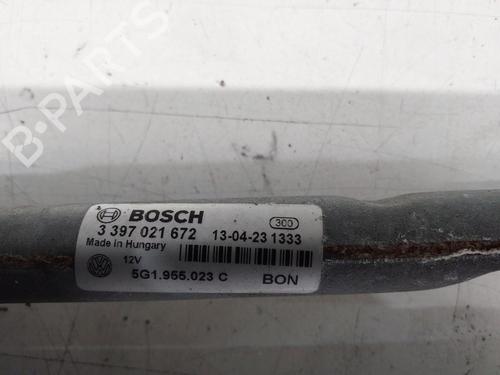 B-PARTS
BOSCH 300
3 397 021 672 13-04-23 1333
Made in Hungary
12V
5G1.955.023 C BON